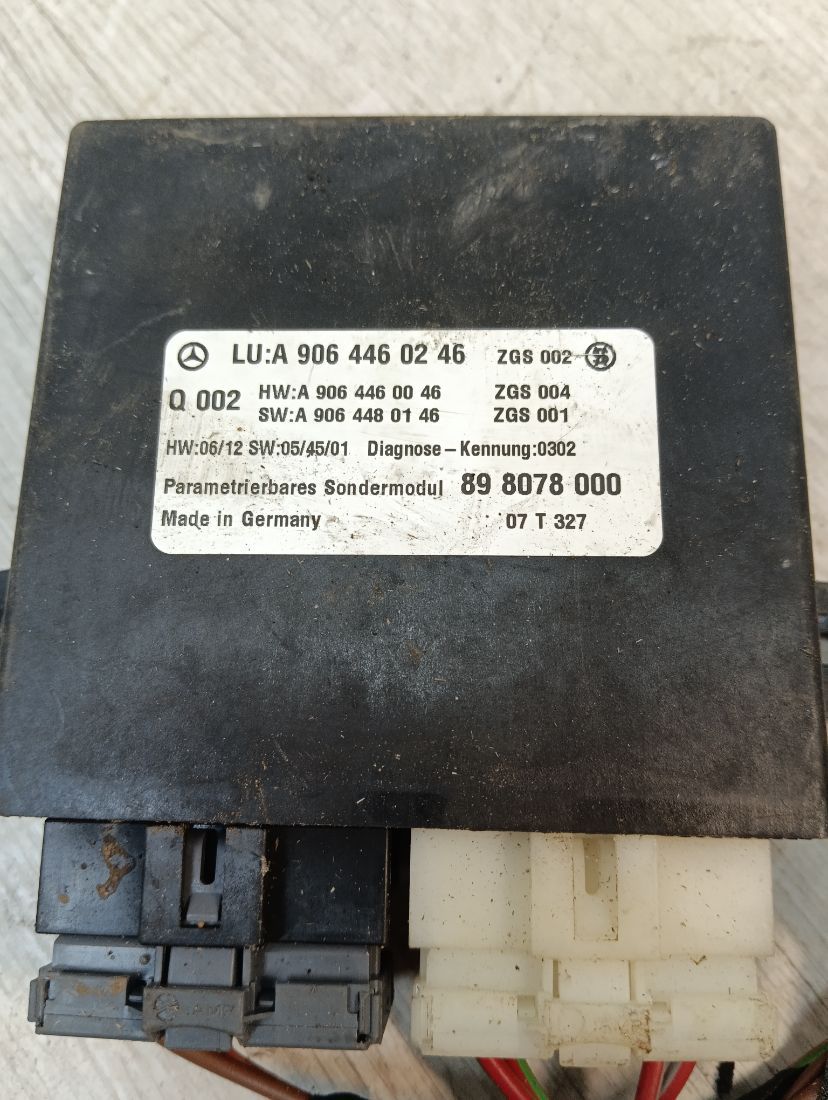 LU:A 906 446 02 46 ZGS 002
Q 002
HW:A 906 446 00 46 ZGS 004
SW:A 906 448 01 46 ZGS 001
HW:06/12 SW:05/45/01 Diagnose – Kennung:0302
Parametrierbares Sondermodul 89 8078 000
Made in Germany 07 T 327
AMP